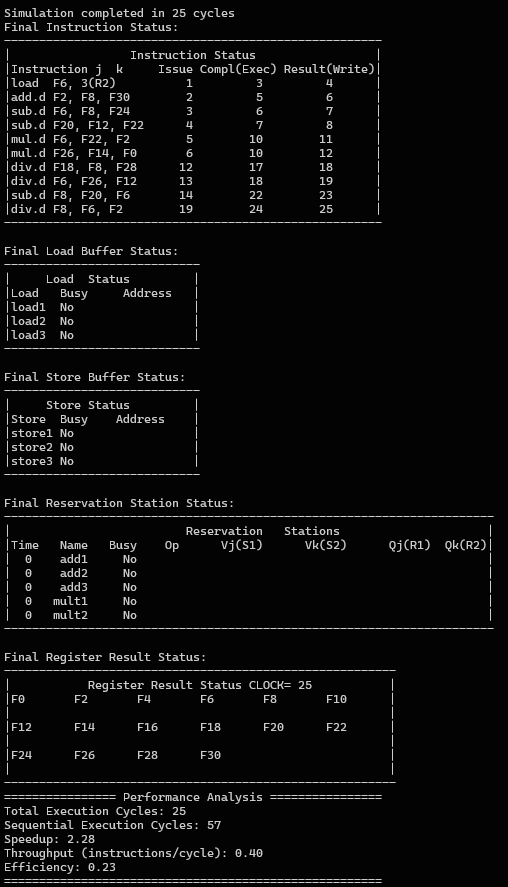 Simulation completed in 25 cycles
Final Instruction Status:
| Instruction Status |
|Instruction j k Issue Compl(Exec) Result(Write)|
|load F6, 3(R2) 1 3 4 |
|add.d F2, F8, F30 2 5 6 |
|sub.d F6, F8, F24 3 6 7 |
|sub.d F20, F12, F22 4 7 8 |
|mul.d F6, F22, F2 5 10 11 |
|mul.d F26, F14, F0 6 10 12 |
|div.d F18, F8, F28 12 17 18 |
|div.d F6, F26, F12 13 18 19 |
|sub.d F8, F20, F6 14 22 23 |
|div.d F8, F6, F2 19 24 25 |
Final Load Buffer Status:
| Load Status |
|Load Busy Address |
|load1 No |
|load2 No |
|load3 No |
Final Store Buffer Status:
| Store Status |
|Store Busy Address |
|store1 No |
|store2 No |
|store3 No |
Final Reservation Station Status:
| Reservation Stations |
|Time Name Busy Op Vj(S1) Vk(S2) Qj(R1) Qk(R2)|
| 0 add1 No |
| 0 add2 No |
| 0 add3 No |
| 0 mult1 No |
| 0 mult2 No |
Final Register Result Status:
| Register Result Status CLOCK= 25 |
|F0 F2 F4 F6 F8 F10 |
| |
|F12 F14 F16 F18 F20 F22 |
| |
|F24 F26 F28 F30 |
| |
================ Performance Analysis ================
Total Execution Cycles: 25
Sequential Execution Cycles: 57
Speedup: 2.28
Throughput (instructions/cycle): 0.40
Efficiency: 0.23
======================================================